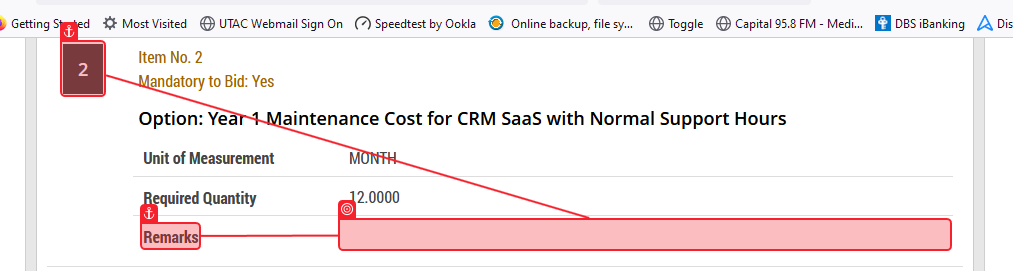 Getting Started Most Visited UTAC Webmail Sign On Speedtest by Ookla Online backup, file sy... Toggle Capital 95.8 FM - Medi... DBS iBanking Dis
2
Item No. 2
Mandatory to Bid: Yes
Option: Year 1 Maintenance Cost for CRM SaaS with Normal Support Hours
Unit of Measurement MONTH
Required Quantity 12.0000
Remarks